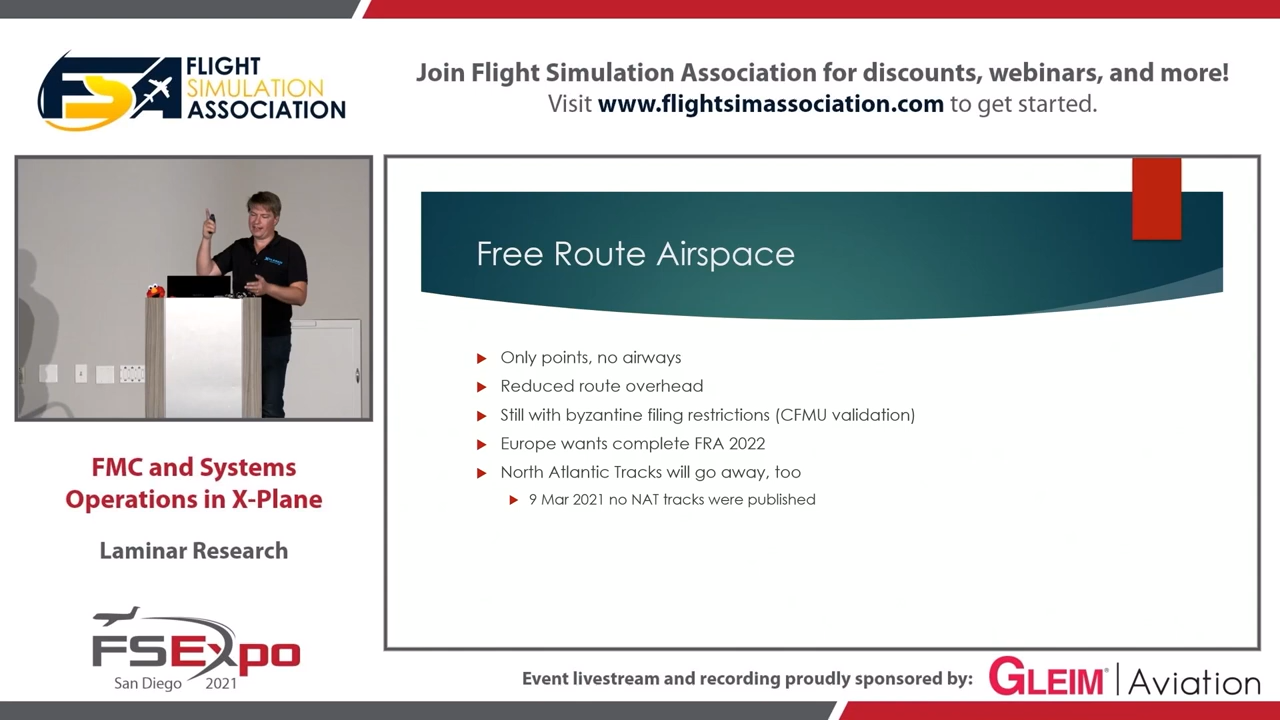 FLIGHT
SIMULATION
ASSOCIATION
Join Flight Simulation Association for discounts, webinars, and more!
Visit www.flightsimassociation.com to get started.
Free Route Airspace
Only points, no airways
Reduced route overhead
Still with byzantine filing restrictions (CFMU validation)
Europe wants complete FRA 2022
North Atlantic Tracks will go away, too
9 Mar 2021 no NAT tracks were published
FMC and Systems
Operations in X-Plane
Laminar Research
FSExpo
San Diego 2021
Event livestream and recording proudly sponsored by:
GLEIM® | Aviation